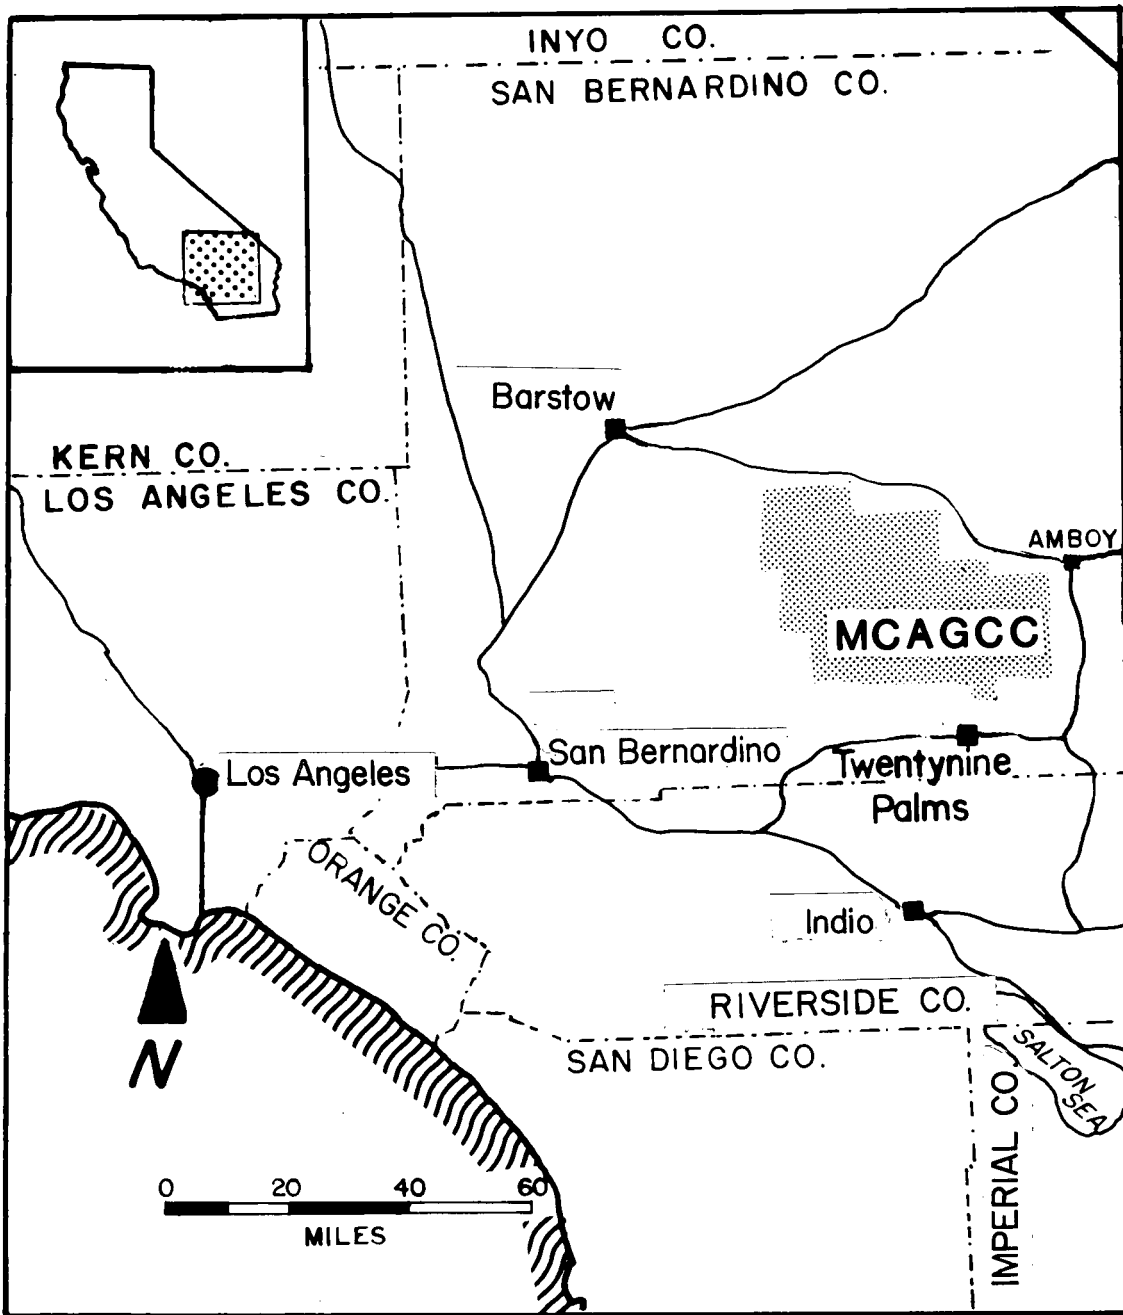 INYO CO.
SAN BERNARDINO CO.
Barstow
KERN CO.
LOS ANGELES CO.
AMBOY
MCAGCC
San Bernardino
Los Angeles
Twentynine
Palms
ORANGE CO.
Indio
RIVERSIDE CO.
SAN DIEGO CO.
SALTON
SEA
IMPERIAL CO.
N
0 20 40 60
MILES